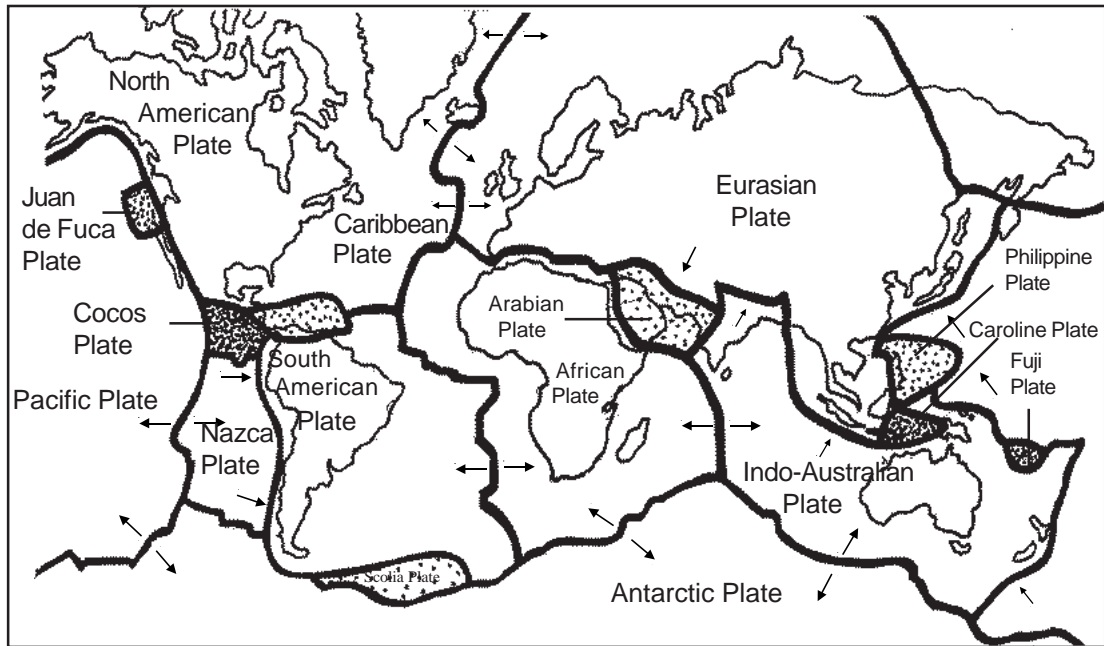 North
American
Plate
Juan
de Fuca
Plate
Caribbean
Plate
Eurasian
Plate
Philippine
Plate
Cocos
Plate
Arabian
Plate
Caroline Plate
Fuji
Plate
South
American
Plate
African
Plate
Pacific Plate
Nazca
Plate
Indo-Australian
Plate
Scolia Plate
Antarctic Plate